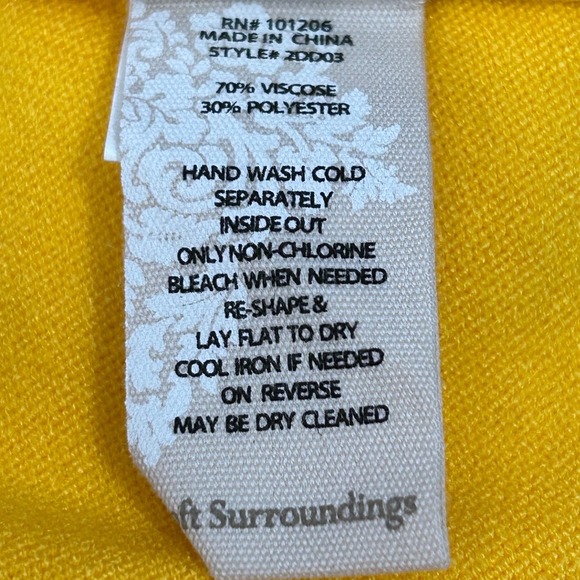 RN# 101206
MADE IN CHINA
STYLE# 2DD03
70% VISCOSE
30% POLYESTER
HAND WASH COLD
SEPARATELY
INSIDE OUT
ONLY NON-CHLORINE
BLEACH WHEN NEEDED
RE-SHAPE &
LAY FLAT TO DRY
COOL IRON IF NEEDED
ON REVERSE
MAY BE DRY CLEANED
ft Surroundings